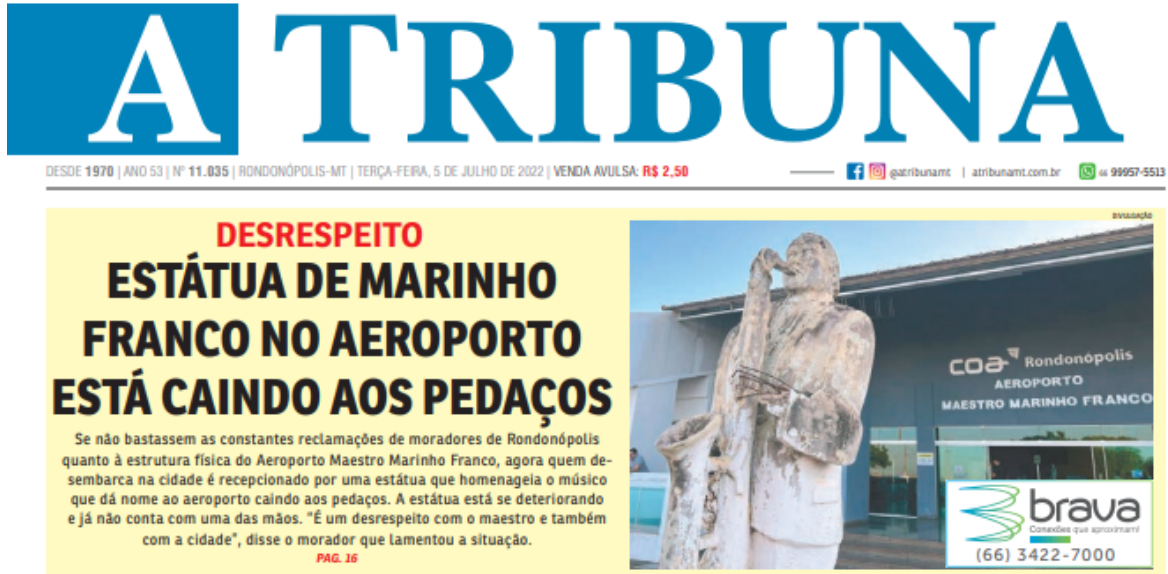 A TRIBUNA
DESDE 1970 | ANO 53 | Nº 11.035 | RONDONÓPOLIS-MT | TERÇA-FEIRA, 5 DE JULHO DE 2022 | VENDA AVULSA: R$ 2,50
@atribunamt | atribunamt.com.br 66 99957-5513
DIVULGAÇÃO
DESRESPEITO
ESTÁTUA DE MARINHO
FRANCO NO AEROPORTO
ESTÁ CAINDO AOS PEDAÇOS
Se não bastassem as constantes reclamações de moradores de Rondonópolis
quanto à estrutura física do Aeroporto Maestro Marinho Franco, agora quem de-
sembarca na cidade é recepcionado por uma estátua que homenageia o músico
que dá nome ao aeroporto caindo aos pedaços. A estátua está se deteriorando
e já não conta com uma das mãos. "É um desrespeito com o maestro e também
com a cidade", disse o morador que lamentou a situação.
PAG. 16
coa Rondonópolis
AEROPORTO
MAESTRO MARINHO FRANCO
brava
Conexões que aproximam!
(66) 3422-7000